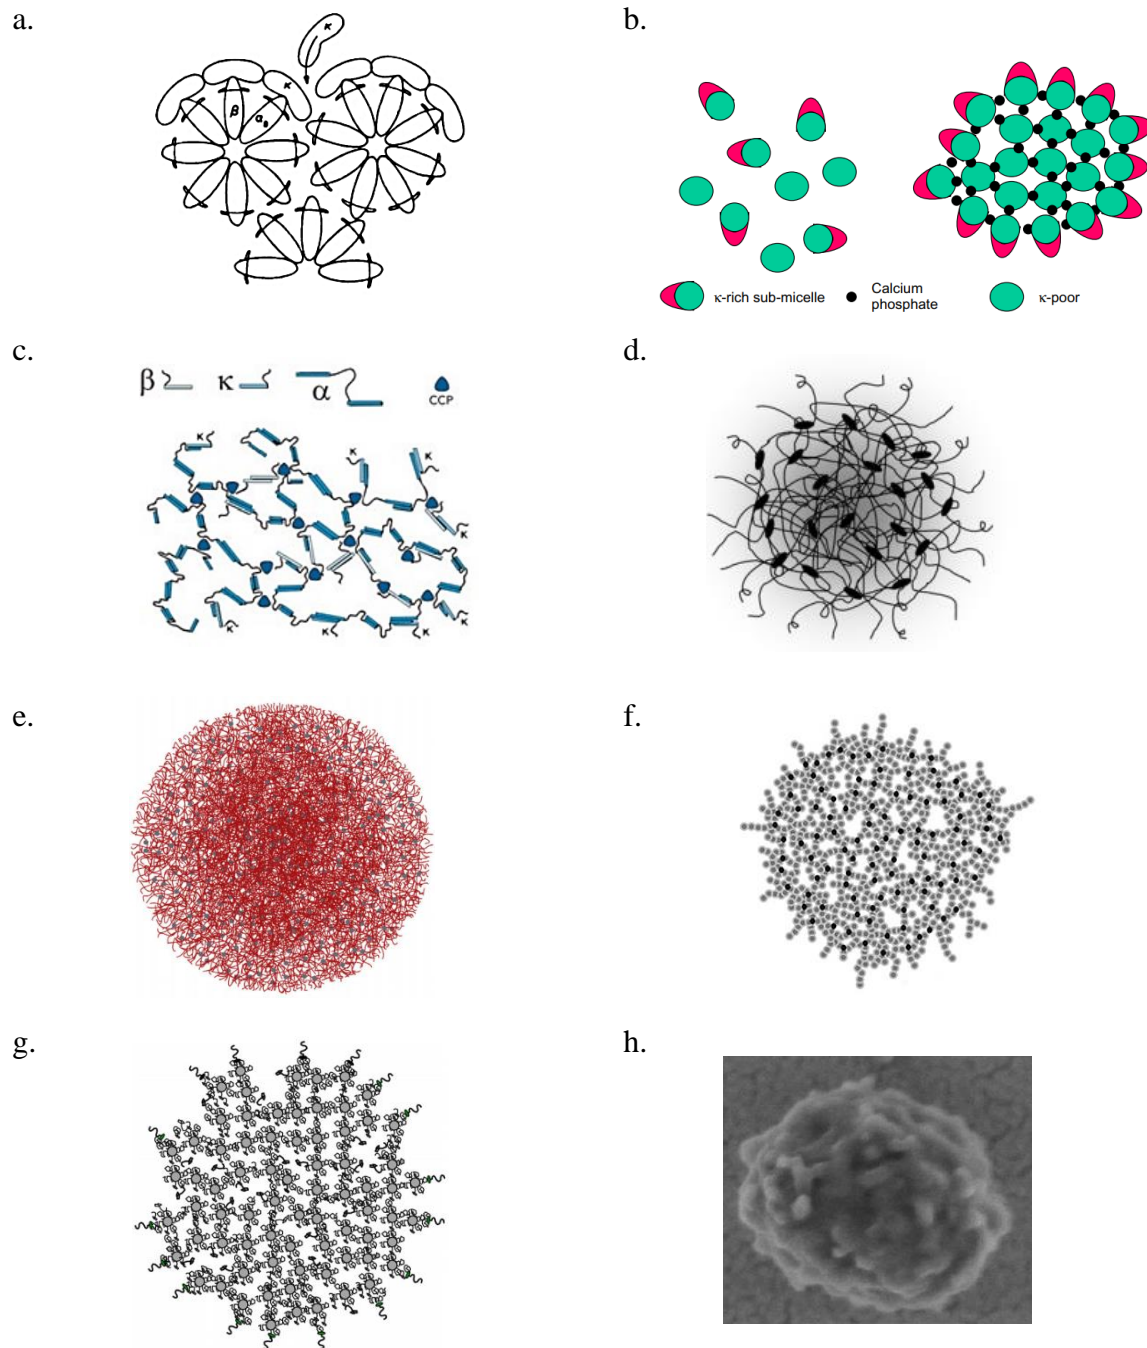 a.
b.
κ
κ
β
αs
κ-rich sub-micelle
Calcium
phosphate
κ-poor
c.
d.
β κ α CCP
κ
κ
κ
κ
κ
κ
e.
f.
g.
h.